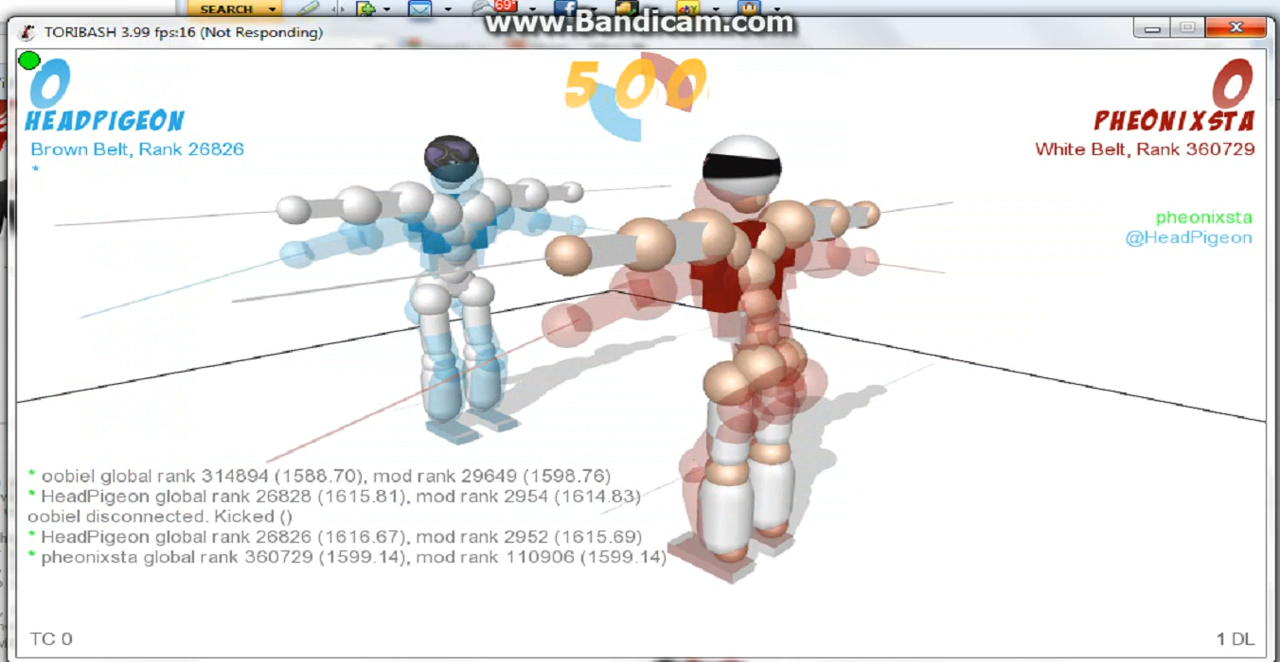 SEARCH
69°
www.Bandicam.com
TORIBASH 3.99 fps:16 (Not Responding)
0
500
0
HEADPIGEON
PHEONIXSTA
Brown Belt, Rank 26826
White Belt, Rank 360729
*
pheonixsta
@HeadPigeon
* oobiel global rank 314894 (1588.70), mod rank 29649 (1598.76)
* HeadPigeon global rank 26828 (1615.81), mod rank 2954 (1614.83)
oobiel disconnected. Kicked ()
* HeadPigeon global rank 26826 (1616.67), mod rank 2952 (1615.69)
* pheonixsta global rank 360729 (1599.14), mod rank 110906 (1599.14)
TC 0
1 DL